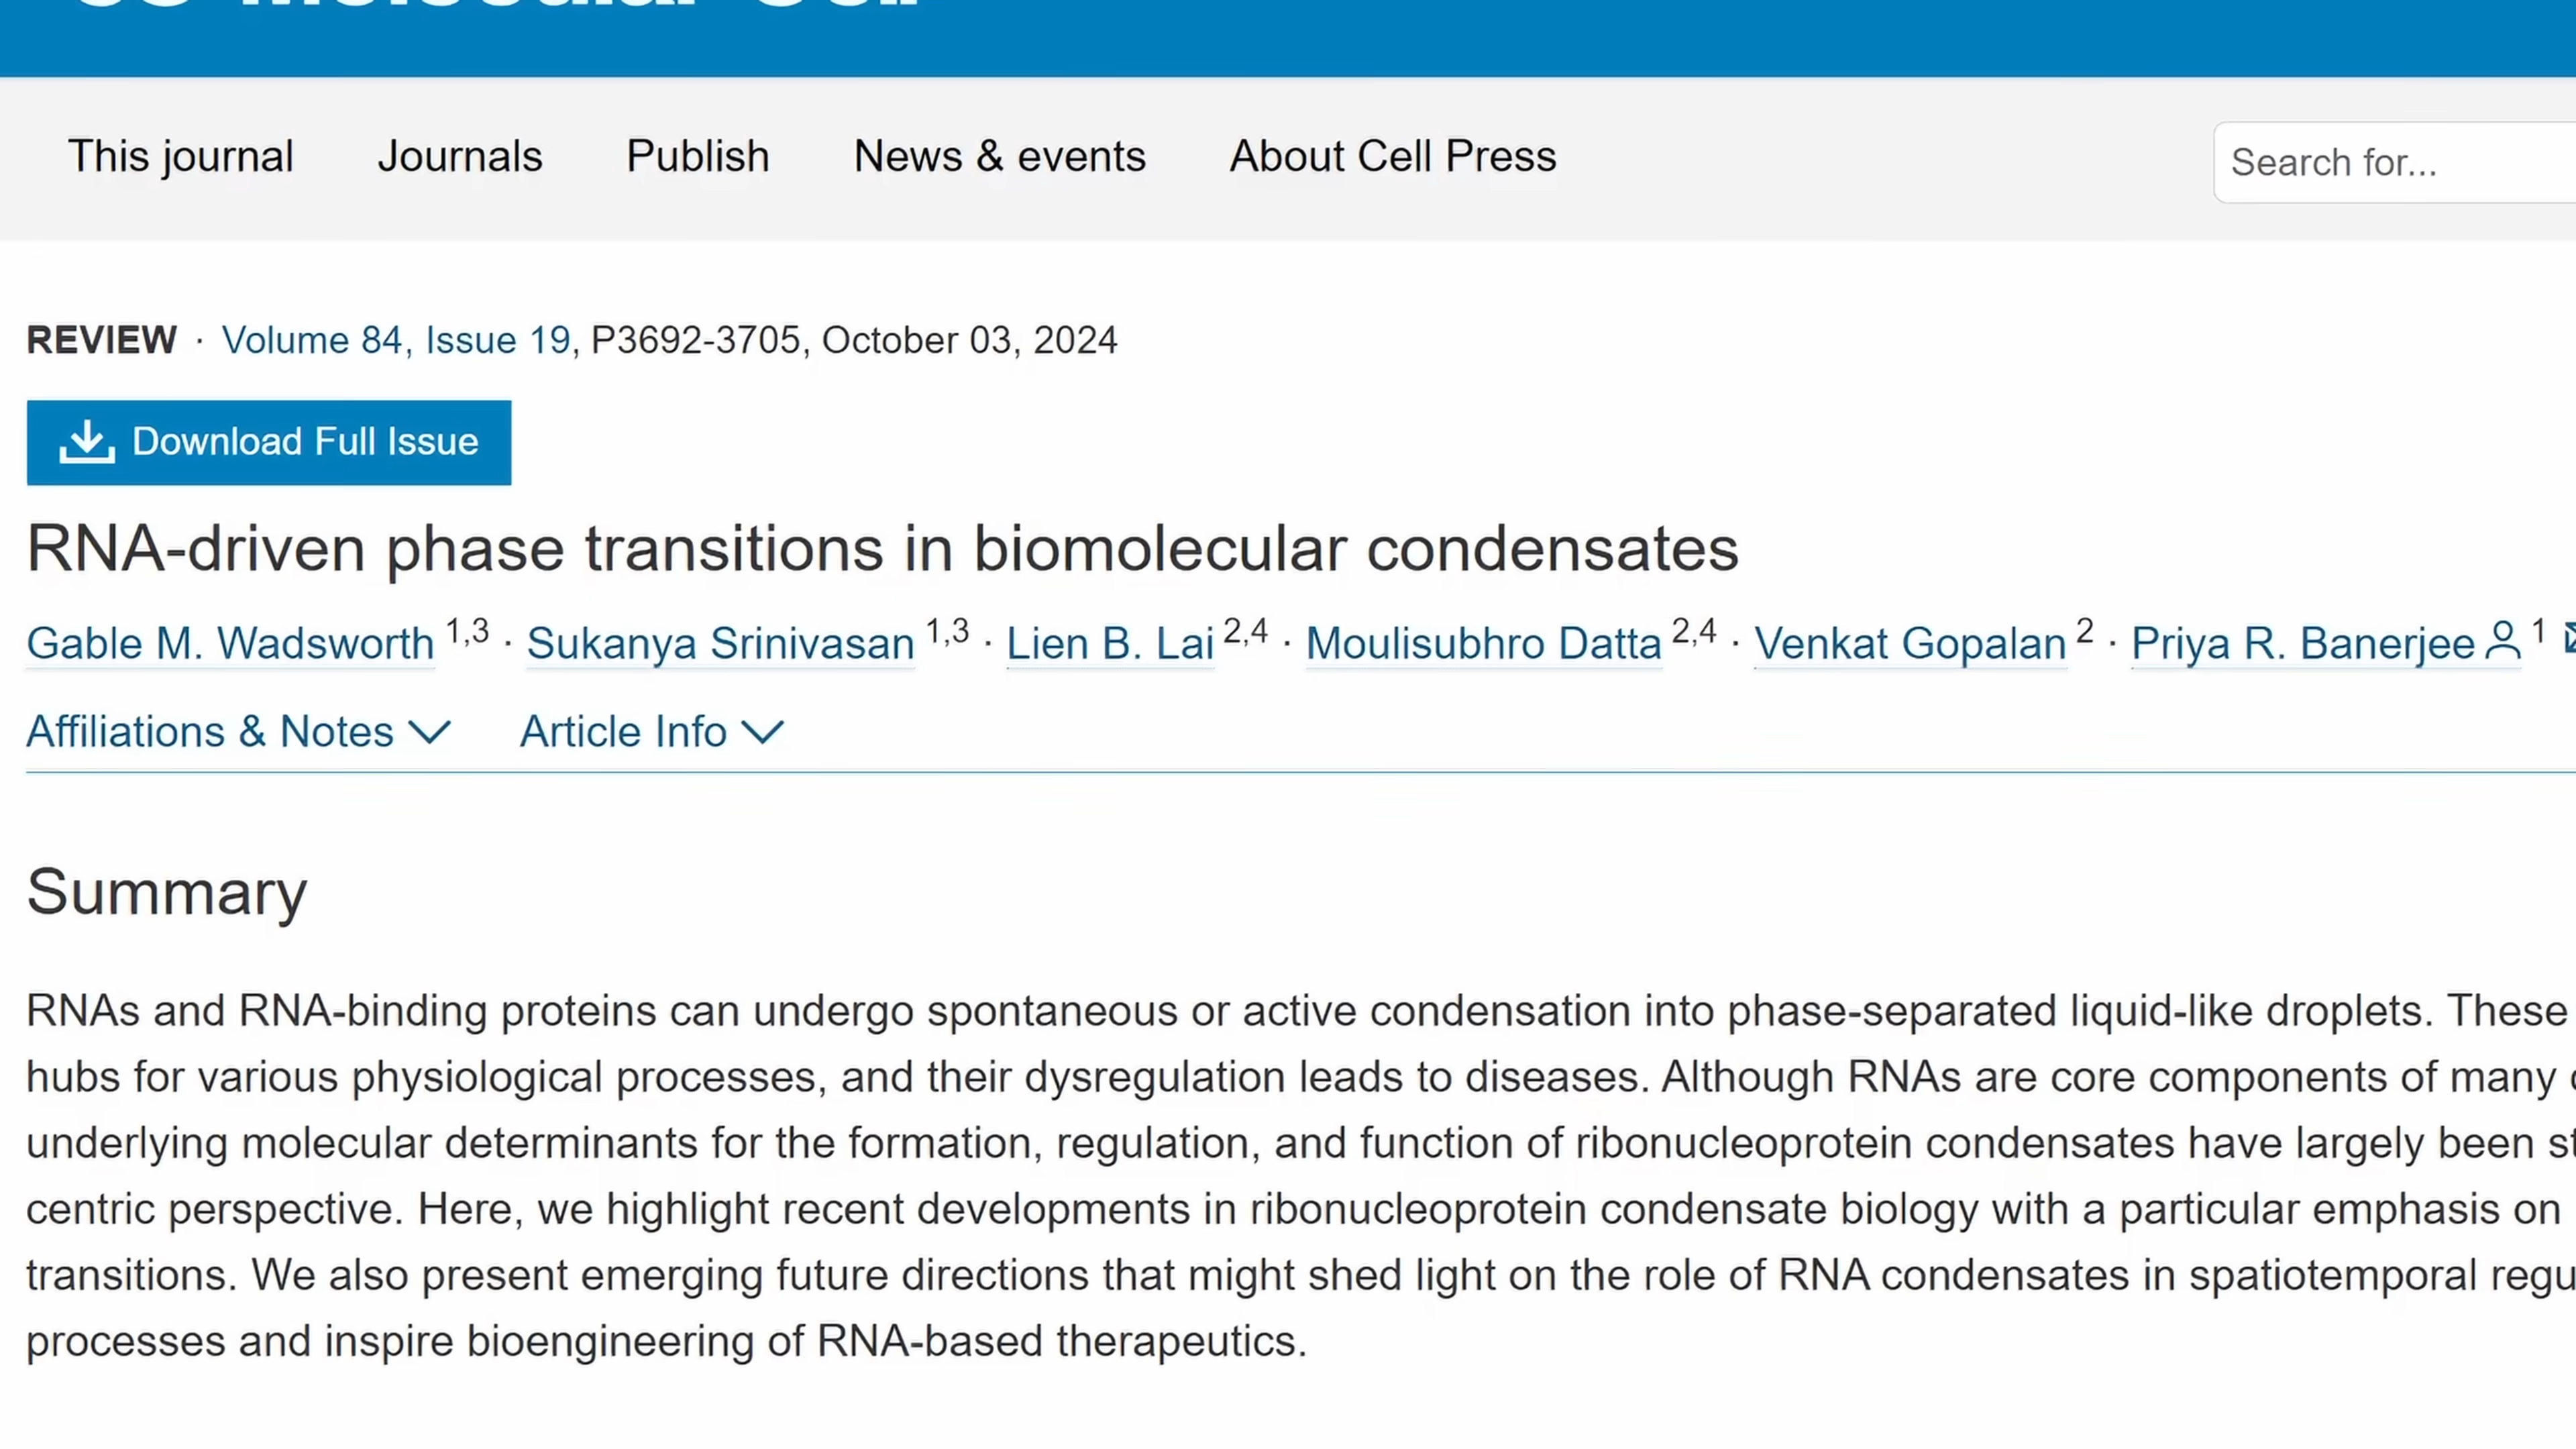 Molecular Cell
This journal Journals Publish News & events About Cell Press Search for...
REVIEW · Volume 84, Issue 19, P3692-3705, October 03, 2024
Download Full Issue
RNA-driven phase transitions in biomolecular condensates
Gable M. Wadsworth 1,3 · Sukanya Srinivasan 1,3 · Lien B. Lai 2,4 · Moulisubhro Datta 2,4 · Venkat Gopalan 2 · Priya R. Banerjee 1
Affiliations & Notes Article Info
Summary
RNAs and RNA-binding proteins can undergo spontaneous or active condensation into phase-separated liquid-like droplets. These
hubs for various physiological processes, and their dysregulation leads to diseases. Although RNAs are core components of many
underlying molecular determinants for the formation, regulation, and function of ribonucleoprotein condensates have largely been
centric perspective. Here, we highlight recent developments in ribonucleoprotein condensate biology with a particular emphasis on
transitions. We also present emerging future directions that might shed light on the role of RNA condensates in spatiotemporal regu
processes and inspire bioengineering of RNA-based therapeutics.